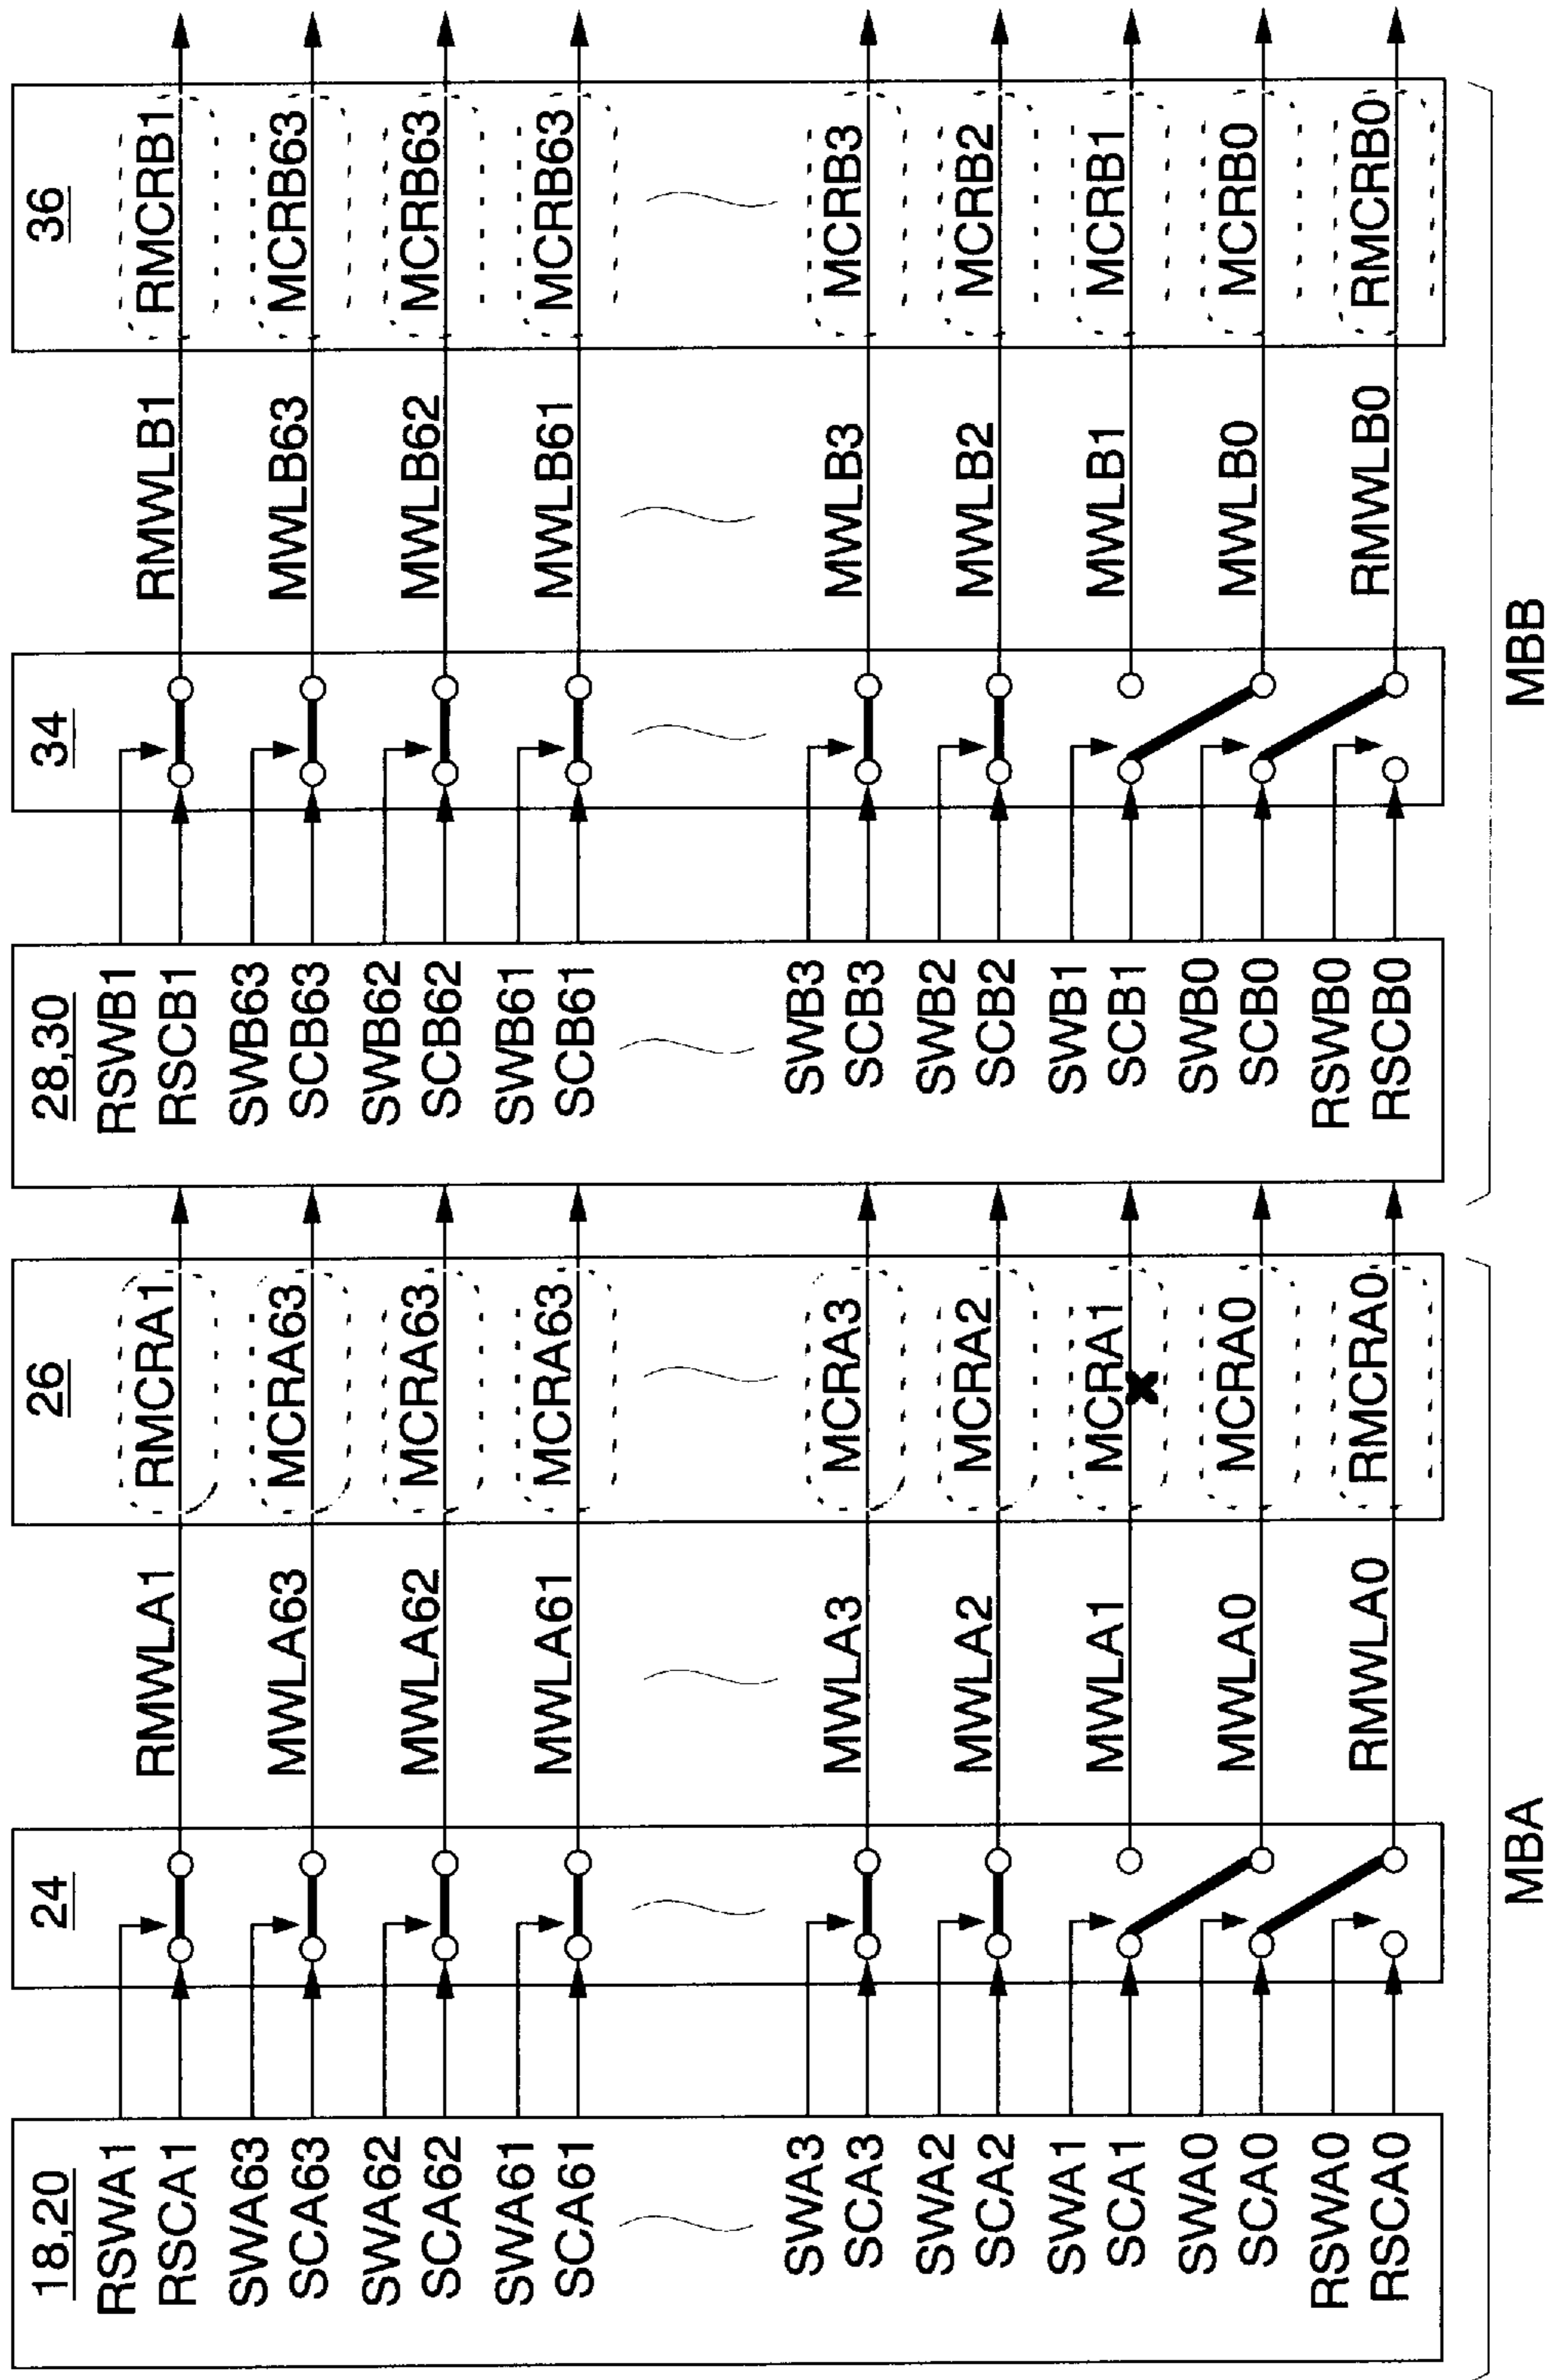 18,20
RSWA1
RSCA1
SWA63
SCA63
SWA62
SCA62
SWA61
SCA61
SWA3
SCA3
SWA2
SCA2
SWA1
SCA1
SWA0
SCA0
RSWA0
RSCA0
24
RMWLA1
MWLA63
MWLA62
MWLA61
MWLA3
MWLA2
MWLA1
MWLA0
RMWLA0
26
RMCRA1
MCRA63
MCRA63
MCRA63
MCRA3
MCRA2
MCRA1
MCRA0
RMCRA0
MBA
28,30
RSWB1
RSCB1
SWB63
SCB63
SWB62
SCB62
SWB61
SCB61
SWB3
SCB3
SWB2
SCB2
SWB1
SCB1
SWB0
SCB0
RSWB0
RSCB0
34
RMWLB1
MWLB63
MWLB62
MWLB61
MWLB3
MWLB2
MWLB1
MWLB0
RMWLB0
36
RMCRB1
MCRB63
MCRB63
MCRB63
MCRB3
MCRB2
MCRB1
MCRB0
RMCRB0
MBB